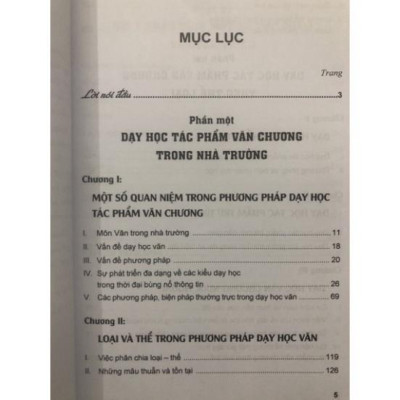 MỤC LỤC
Trang
Lời nói đầu ........ 3
Phần một
DẠY HỌC TÁC PHẨM VĂN CHƯƠNG
TRONG NHÀ TRƯỜNG
Chương I:
MỘT SỐ QUAN NIỆM TRONG PHƯƠNG PHÁP DẠY HỌC
TÁC PHẨM VĂN CHƯƠNG
I. Môn Văn trong nhà trường ........ 11
II. Vấn đề dạy học văn ........ 18
III. Vấn đề phương pháp ........ 20
IV. Sự phát triển đa dạng về các kiểu dạy học
trong thời đại bùng nổ thông tin ........ 26
V. Các phương pháp, biện pháp thường trực trong dạy học văn ........ 69
Chương II:
LOẠI VÀ THỂ TRONG PHƯƠNG PHÁP DẠY HỌC VĂN
I. Việc phân chia loại – thể ........ 119
II. Những mâu thuẫn và tồn tại ........ 126
5